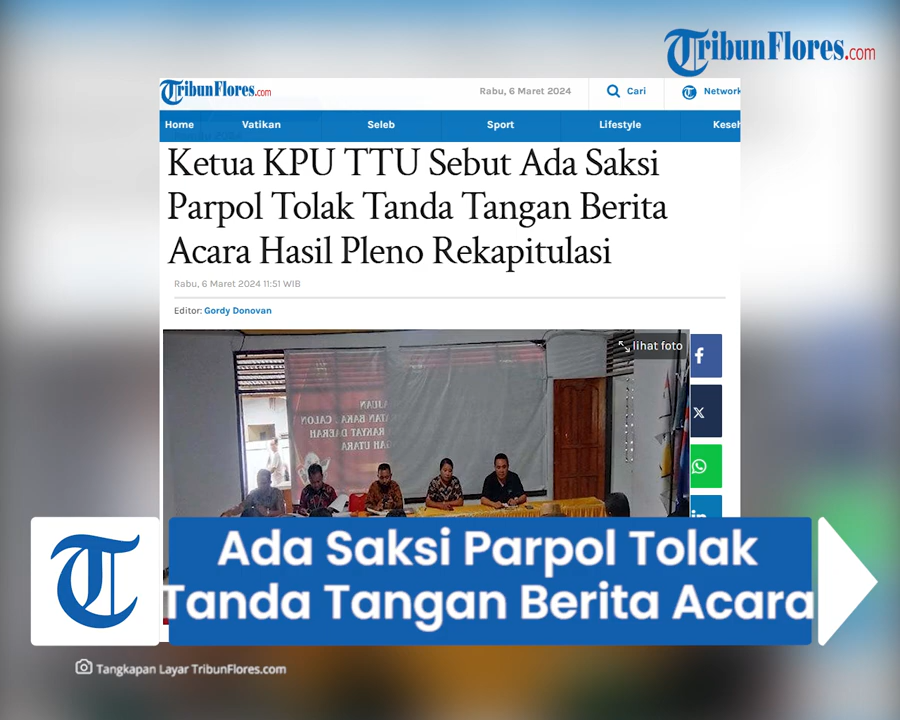 TribunFlores.com
TribunFlores.com
Rabu, 6 Maret 2024
Cari
Network
Home
Vatikan
Seleb
Sport
Lifestyle
Keseh
Ketua KPU TTU Sebut Ada Saksi
Parpol Tolak Tanda Tangan Berita
Acara Hasil Pleno Rekapitulasi
Rabu, 6 Maret 2024 11:51 WIB
Editor: Gordy Donovan
lihat foto
Ada Saksi Parpol Tolak
Tanda Tangan Berita Acara
Tangkapan Layar TribunFlores.com